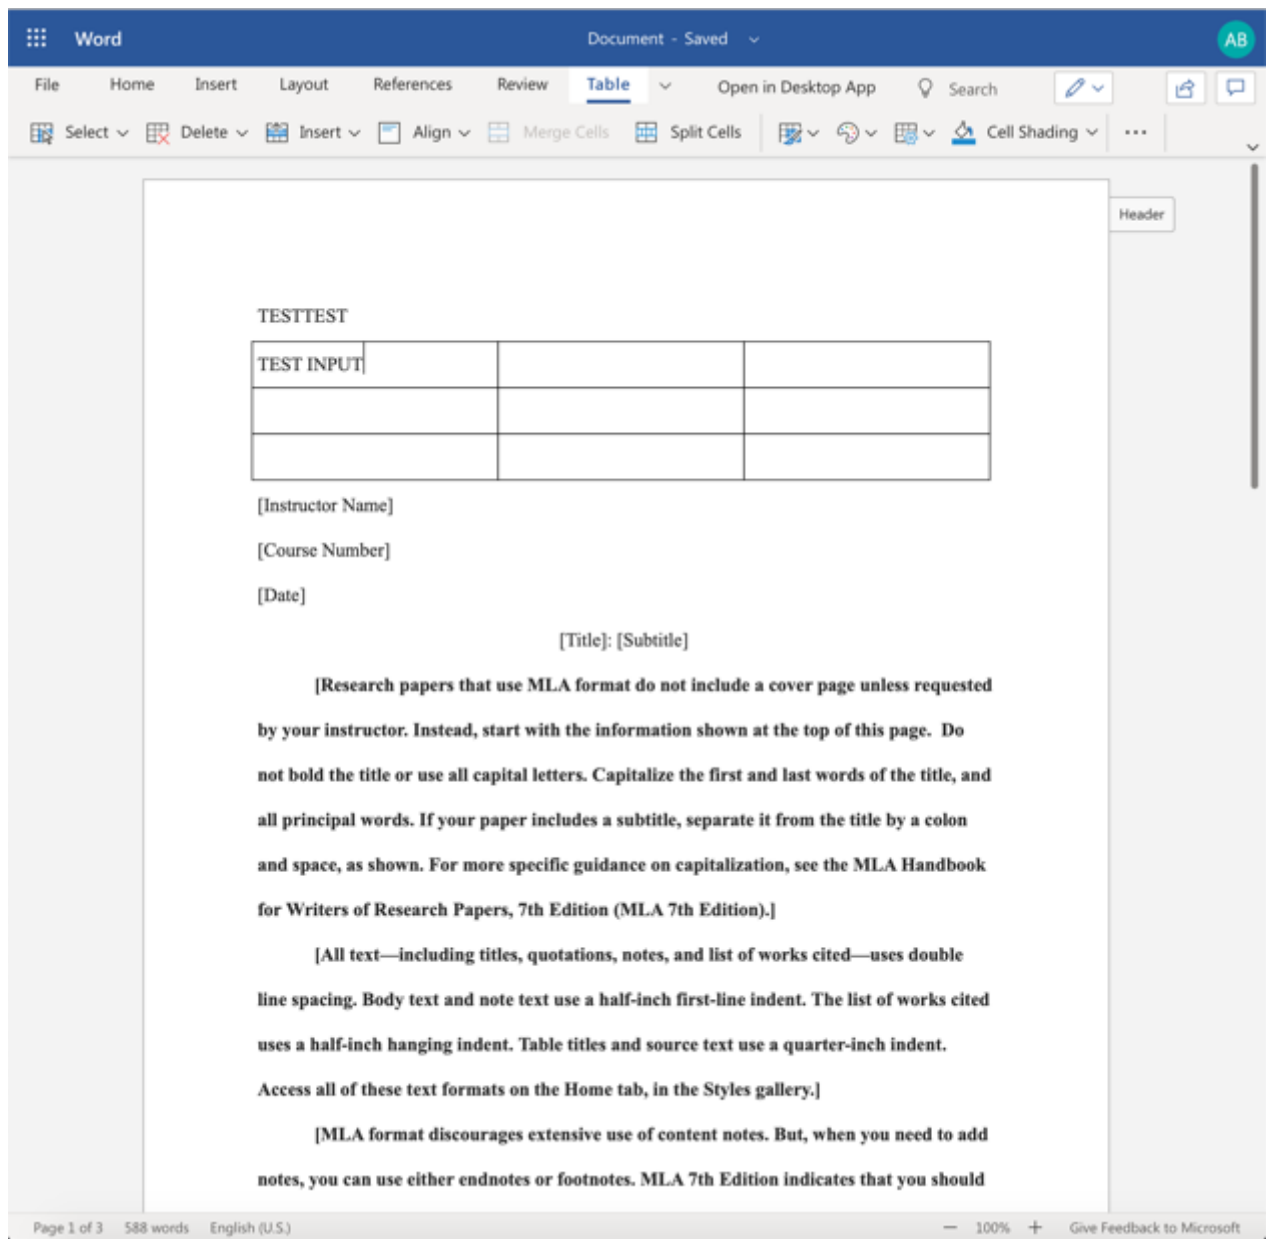 Word Document - Saved AB
File Home Insert Layout References Review Table Open in Desktop App Search
Select Delete Insert Align Merge Cells Split Cells Cell Shading
Header
TESTTEST
TEST INPUT
[Instructor Name]
[Course Number]
[Date]
[Title]: [Subtitle]
[Research papers that use MLA format do not include a cover page unless requested
by your instructor. Instead, start with the information shown at the top of this page.  Do
not bold the title or use all capital letters. Capitalize the first and last words of the title, and
all principal words. If your paper includes a subtitle, separate it from the title by a colon
and space, as shown. For more specific guidance on capitalization, see the MLA Handbook
for Writers of Research Papers, 7th Edition (MLA 7th Edition).]
[All text—including titles, quotations, notes, and list of works cited—uses double
line spacing. Body text and note text use a half-inch first-line indent. The list of works cited
uses a half-inch hanging indent. Table titles and source text use a quarter-inch indent.
Access all of these text formats on the Home tab, in the Styles gallery.]
[MLA format discourages extensive use of content notes. But, when you need to add
notes, you can use either endnotes or footnotes. MLA 7th Edition indicates that you should
Page 1 of 3 588 words English (U.S.) 100% Give Feedback to Microsoft